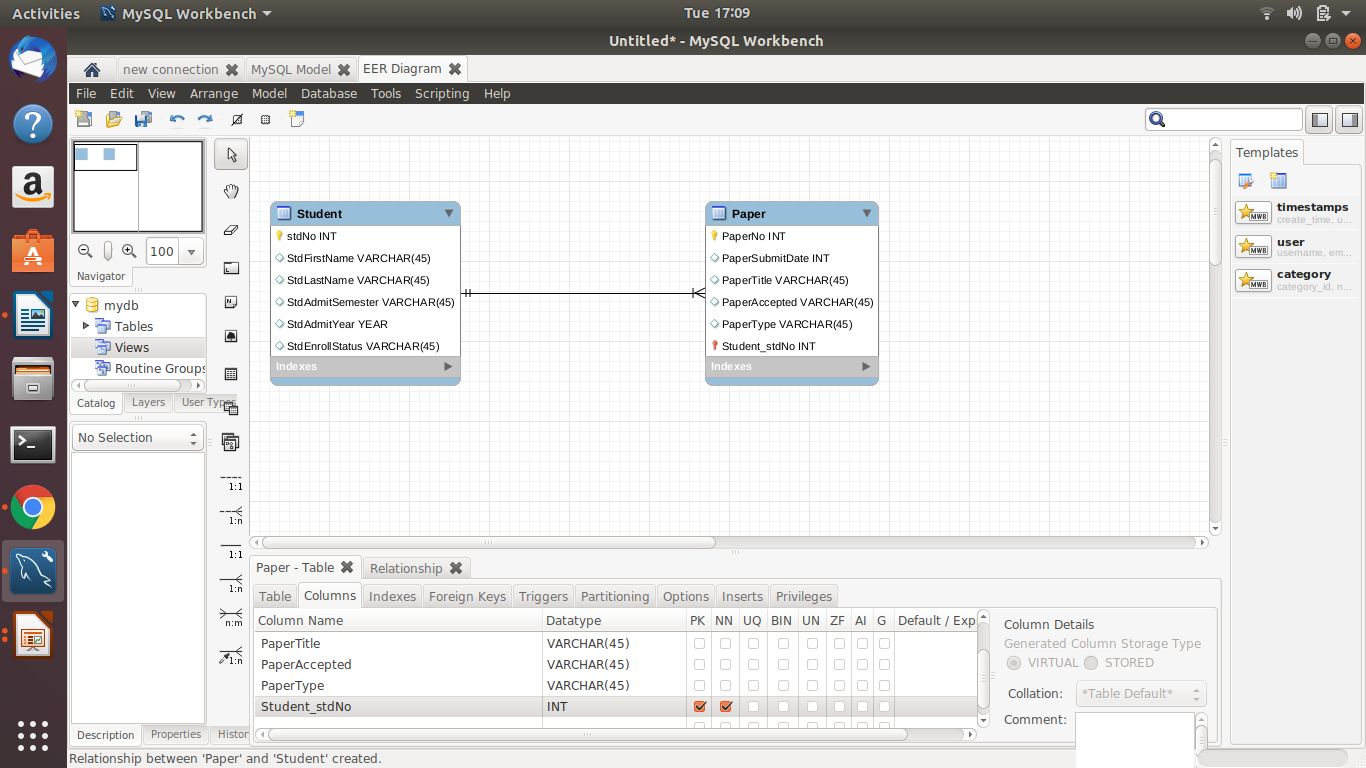 Activities MySQL Workbench Tue 17:09
Untitled* - MySQL Workbench
new connection MySQL Model EER Diagram
File Edit View Arrange Model Database Tools Scripting Help
100
Navigator
mydb
Tables
Views
Routine Groups
Catalog Layers User Types
No Selection
Description Properties Histor
1:1
1:n
1:1
1:n
n:m
1:n
Student
stdNo INT
StdFirstName VARCHAR(45)
StdLastName VARCHAR(45)
StdAdmitSemester VARCHAR(45)
StdAdmitYear YEAR
StdEnrollStatus VARCHAR(45)
Indexes
Paper
PaperNo INT
PaperSubmitDate INT
PaperTitle VARCHAR(45)
PaperAccepted VARCHAR(45)
PaperType VARCHAR(45)
Student_stdNo INT
Indexes
Templates
timestamps
create_time, u...
user
username, em...
category
category_id, n...
Paper - Table Relationship
Table Columns Indexes Foreign Keys Triggers Partitioning Options Inserts Privileges
Column Name Datatype PK NN UQ BIN UN ZF AI G Default / Exp
PaperTitle VARCHAR(45)
PaperAccepted VARCHAR(45)
PaperType VARCHAR(45)
Student_stdNo INT
Column Details
Generated Column Storage Type
VIRTUAL STORED
Collation: *Table Default*
Comment:
Relationship between 'Paper' and 'Student' created.